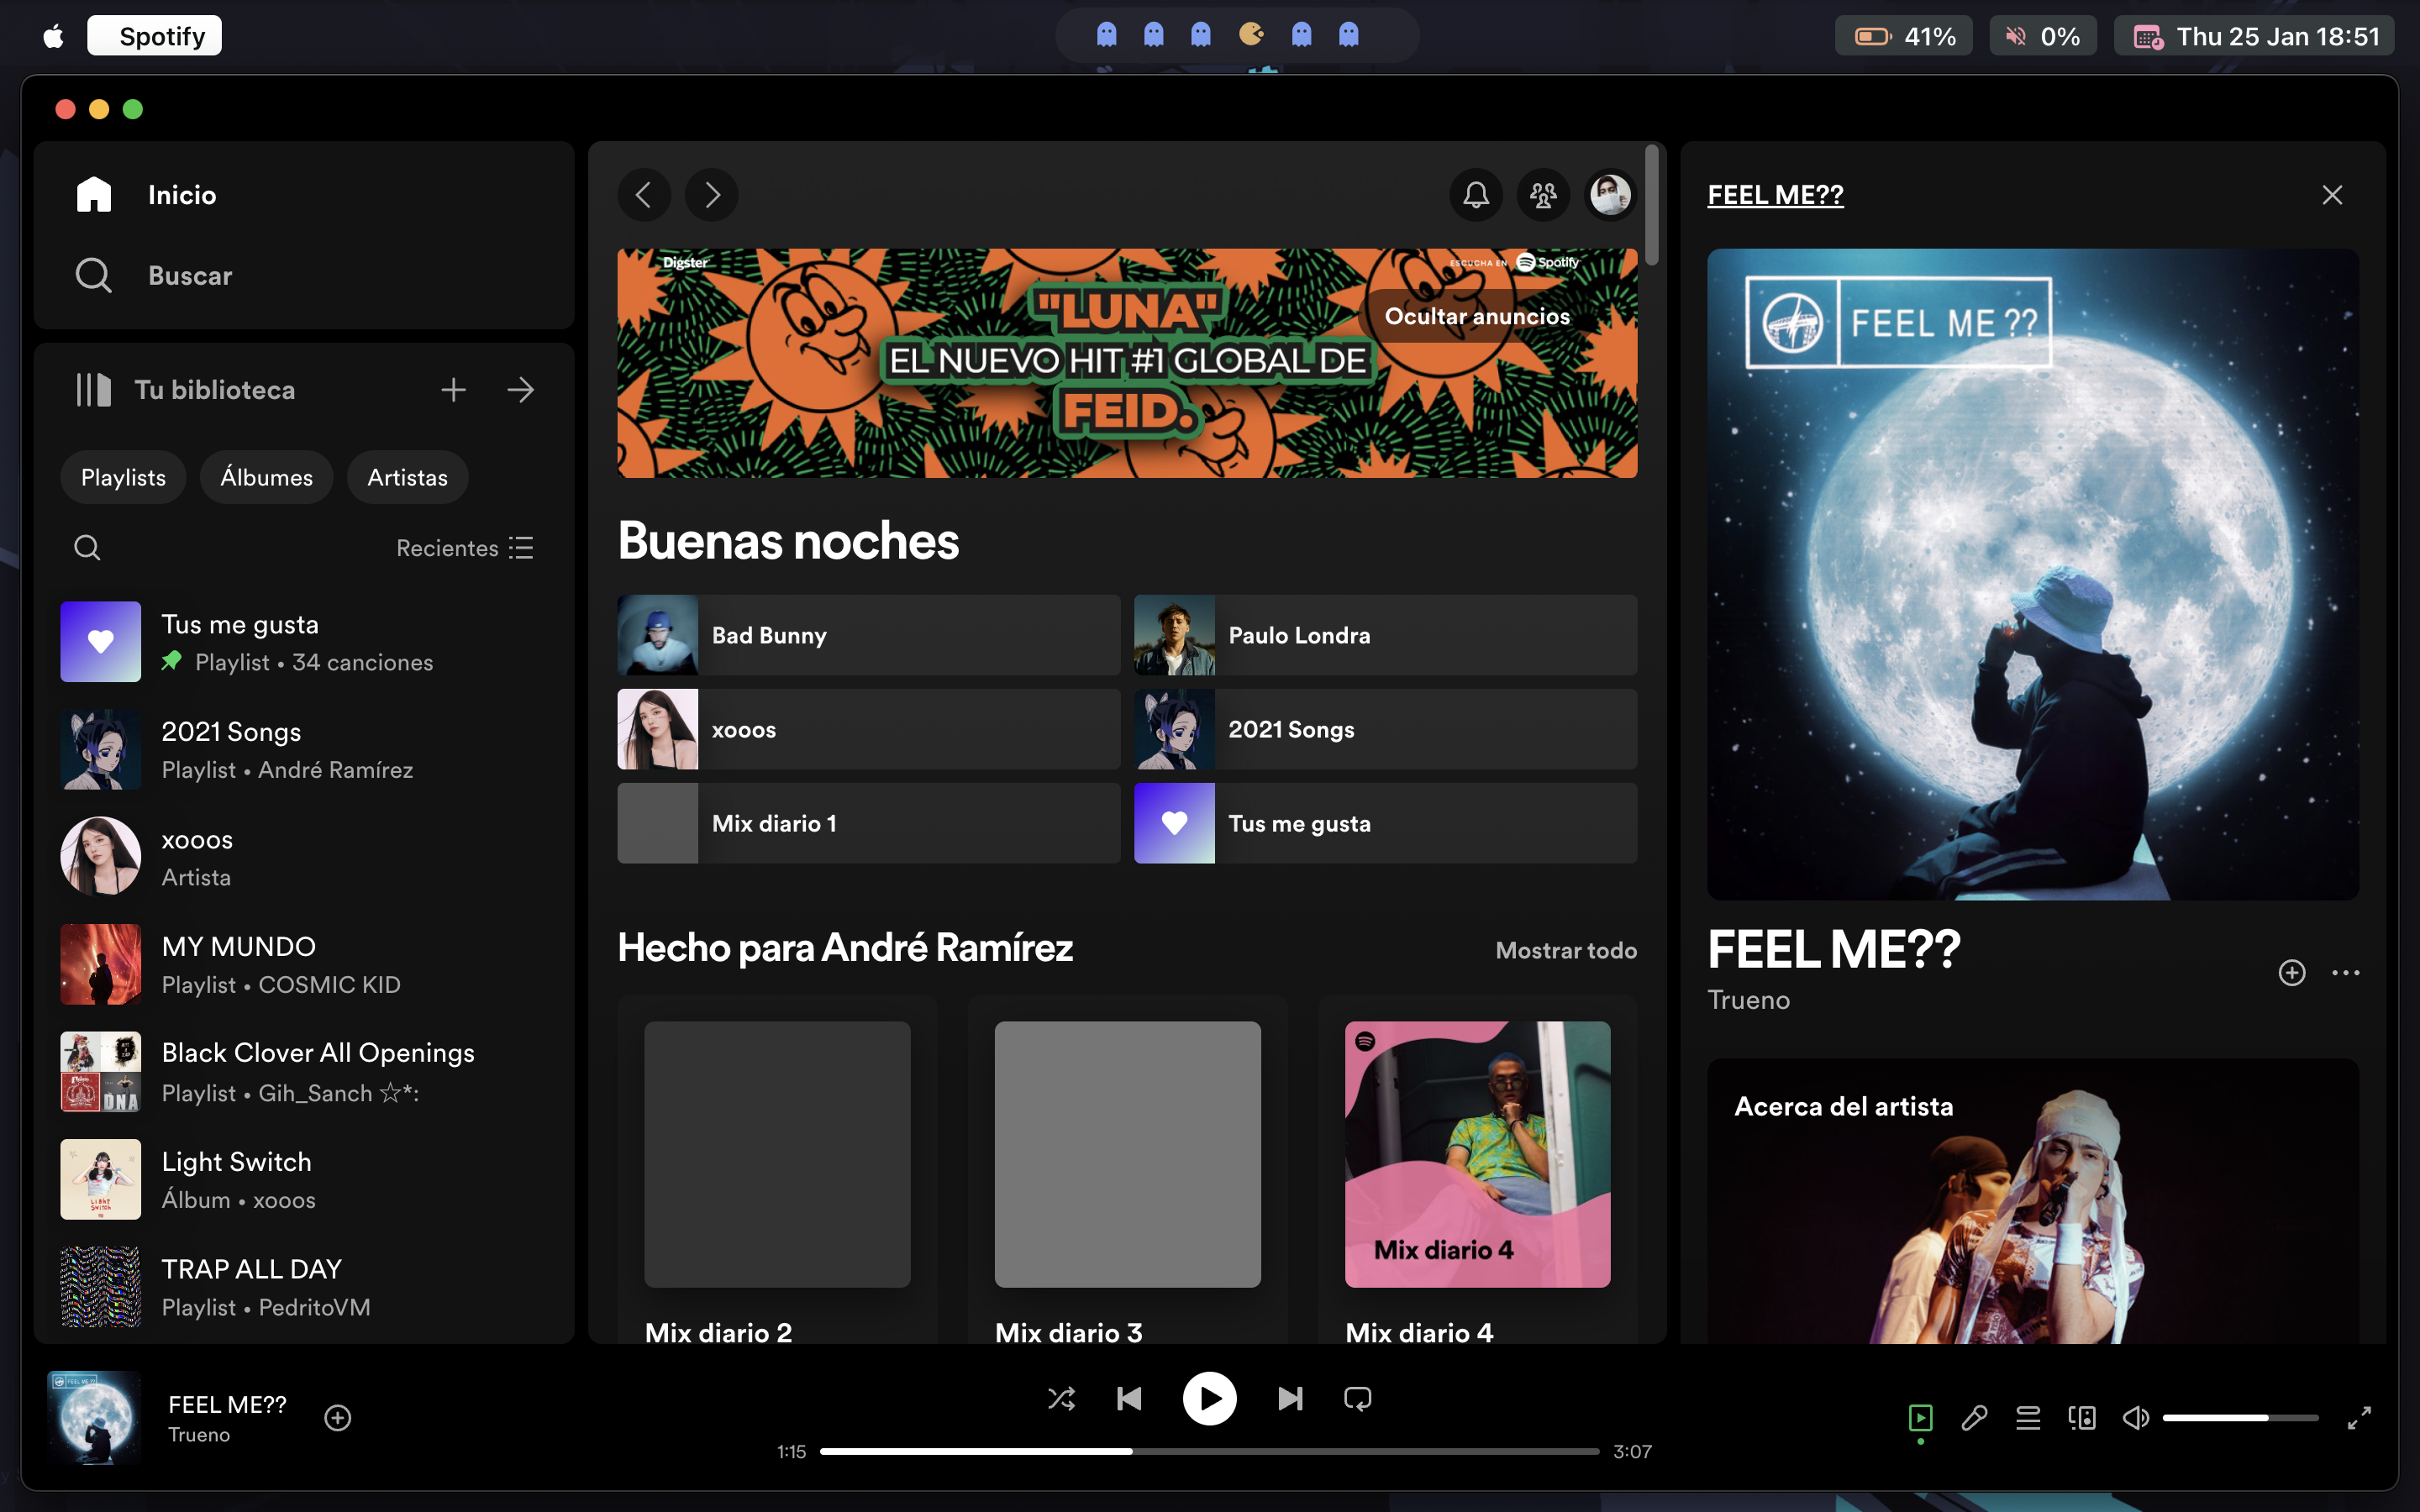 Spotify
41%
0%
Thu 25 Jan 18:51
Inicio
Buscar
Tu biblioteca
Playlists
Álbumes
Artistas
Recientes
Tus me gusta
Playlist • 34 canciones
2021 Songs
Playlist • André Ramírez
xooos
Artista
MY MUNDO
Playlist • COSMIC KID
Black Clover All Openings
Playlist • Gih_Sanch ☆*:
DNA
Light Switch
Álbum • xooos
LIGHT
SWITCH
TRAP ALL DAY
Playlist • PedritoVM
Digster
ESCUCHA EN Spotify
"LUNA"
EL NUEVO HIT #1 GLOBAL DE
FEID.
Ocultar anuncios
Buenas noches
Bad Bunny
Paulo Londra
xooos
2021 Songs
Mix diario 1
Tus me gusta
Hecho para André Ramírez
Mostrar todo
Mix diario 4
Mix diario 2
Mix diario 3
Mix diario 4
FEEL ME??
FEEL ME??
FEEL ME??
Trueno
Acerca del artista
FEEL ME??
FEEL ME??
Trueno
1:15
3:07